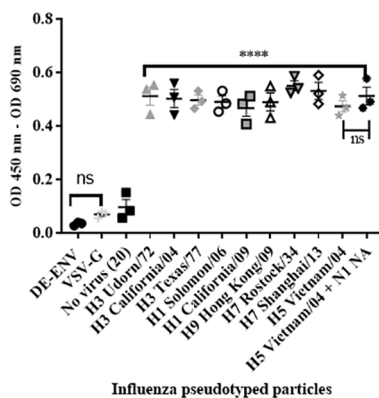 OD 450 nm - OD 690 nm
0.8
0.6
0.4
0.2
0.0
****
ns
ns
DE-ENV
VSV-G
No virus (20)
H3 Udorn/72
H3 California/04
H3 Texas/77
H1 Solomon/06
H1 California/09
H9 Hong Kong/09
H7 Rostock/34
H7 Shanghai/13
H5 Vietnam/04
H5 Vietnam/04 + N1 NA
Influenza pseudotyped particles